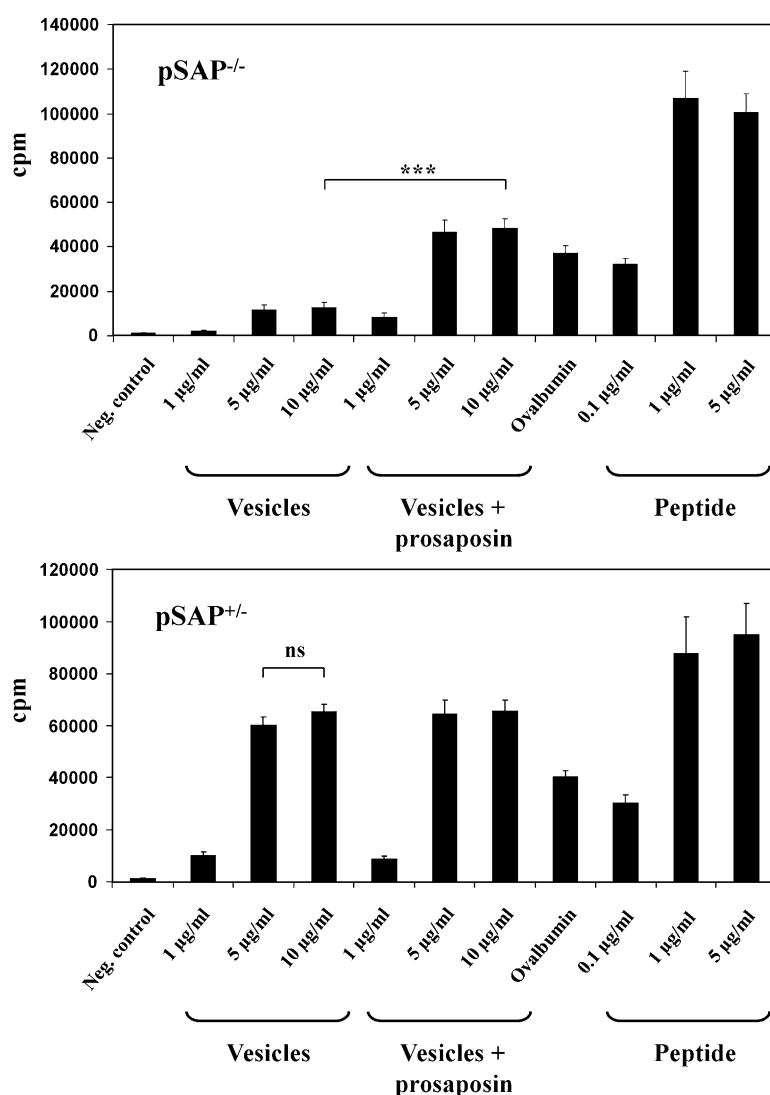 140000
120000
100000
80000
60000
40000
20000
0
cpm
pSAP-/-
***
Neg. control
1 µg/ml
5 µg/ml
10 µg/ml
1 µg/ml
5 µg/ml
10 µg/ml
Ovalbumin
0.1 µg/ml
1 µg/ml
5 µg/ml
Vesicles
Vesicles +
prosaposin
Peptide
120000
100000
80000
60000
40000
20000
0
cpm
pSAP+/-
ns
Neg. control
1 µg/ml
5 µg/ml
10 µg/ml
1 µg/ml
5 µg/ml
10 µg/ml
Ovalbumin
0.1 µg/ml
1 µg/ml
5 µg/ml
Vesicles
Vesicles +
prosaposin
Peptide